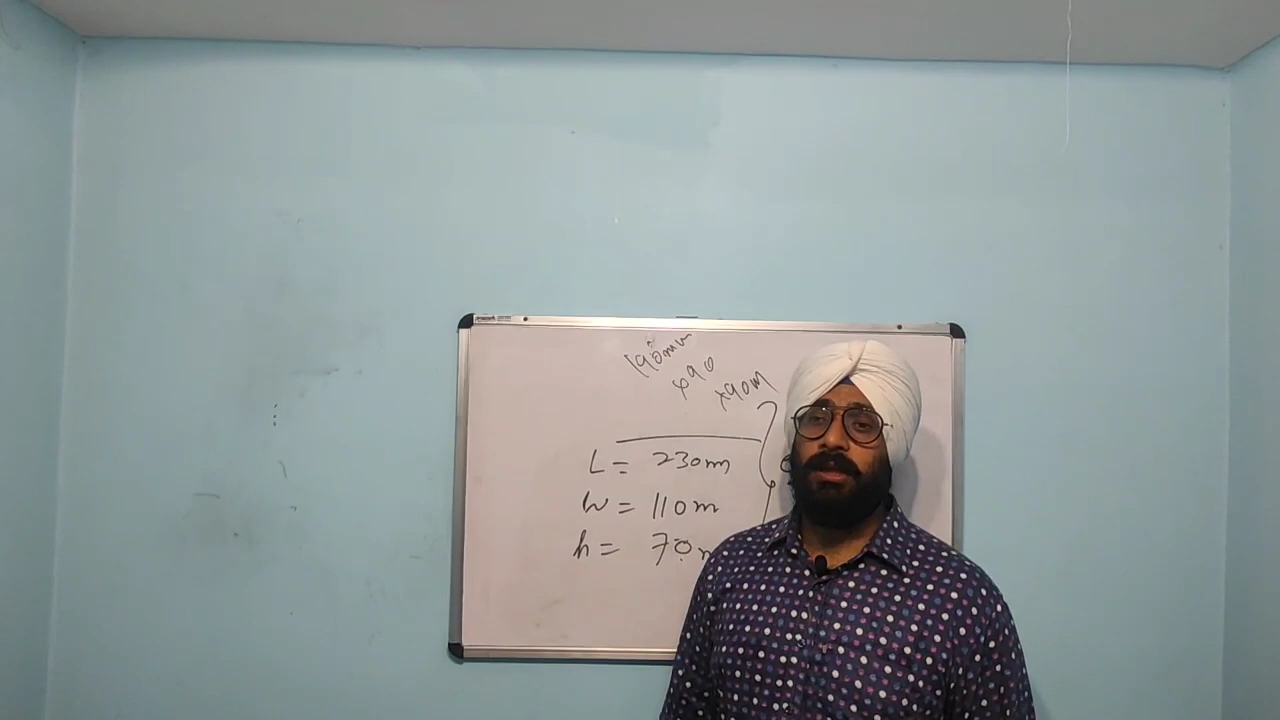 190mm
x90
x90m
L = 230m
W = 110m
h = 70m